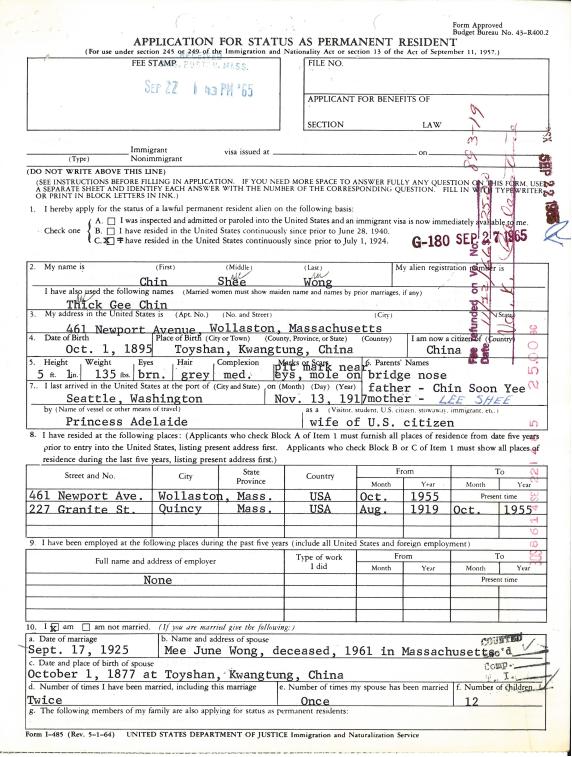 Form Approved
Budget Bureau No. 43-R400.2
APPLICATION FOR STATUS AS PERMANENT RESIDENT
(For use under section 245 or 249 of the Immigration and Nationality Act or section 13 of the Act of September 11, 1957.)
FEE STAMP
MASS.
SEP 22 1 43 PM '65
FILE NO.
APPLICANT FOR BENEFITS OF
SECTION LAW
Immigrant
Nonimmigrant
(Type)
visa issued at
on
(DO NOT WRITE ABOVE THIS LINE)
(SEE INSTRUCTIONS BEFORE FILLING IN APPLICATION. IF YOU NEED MORE SPACE TO ANSWER FULLY ANY QUESTION ON THIS FORM, USE
A SEPARATE SHEET AND IDENTIFY EACH ANSWER WITH THE NUMBER OF THE CORRESPONDING QUESTION. FILL IN WITH TYPEWRITER
OR PRINT IN BLOCK LETTERS IN INK.)
1. I hereby apply for the status of a lawful permanent resident alien on the following basis:
Check one
A. I was inspected and admitted or paroled into the United States and an immigrant visa is now immediately available to me.
B. I have resided in the United States continuously since prior to June 28, 1940.
C. X I have resided in the United States continuously since prior to July 1, 1924.
G-180 SEP 27 1965
SEP 22 1965
2. My name is (First) (Middle) (Last) My alien registration number is
Chin Shee Wong
I have also used the following names (Married women must show maiden name and names by prior marriages, if any)
Thick Gee Chin
3. My address in the United States is (Apt. No.) (No. and Street) (City) (State)
461 Newport Avenue, Wollaston, Massachusetts
4. Date of Birth Place of Birth (City or Town) (County, Province, or State) (Country) I am now a citizen of (Country)
Oct. 1, 1895 Toyshan, Kwangtung, China China
5. Height Weight Eyes Hair Complexion Marks or Scars 6. Parents' Names
5 ft. 1 in. 135 lbs. brn. grey med. pit mark near eys, mole on bridge nose
father - Chin Soon Yee
mother - LEE SHEE
7. I last arrived in the United States at the port of (City and State) on (Month) (Day) (Year)
Seattle, Washington Nov. 13, 1917
by (Name of vessel or other means of travel) as a (Visitor, student, U.S. citizen, stowaway, immigrant, etc.)
Princess Adelaide wife of U.S. citizen
8. I have resided at the following places: (Applicants who check Block A of Item 1 must furnish all places of residence from date five years
prior to entry into the United States, listing present address first. Applicants who check Block B or C of Item 1 must show all places of
residence during the last five years, listing present address first.)
Street and No. City State Province Country From To
Month Year Month Year
461 Newport Ave. Wollaston, Mass. USA Oct. 1955 Present time
227 Granite St. Quincy Mass. USA Aug. 1919 Oct. 1955
9. I have been employed at the following places during the past five years (include all United States and foreign employment)
Full name and address of employer Type of work I did From To
Month Year Month Year
None Present time
10. I X am am not married. (If you are married give the following:)
a. Date of marriage b. Name and address of spouse
Sept. 17, 1925 Mee June Wong, deceased, 1961 in Massachusetts
c. Date and place of birth of spouse
October 1, 1877 at Toyshan, Kwangtung, China
d. Number of times I have been married, including this marriage e. Number of times my spouse has been married f. Number of children
Twice Once 12
g. The following members of my family are also applying for status as permanent residents:
Form I-485 (Rev. 5-1-64) UNITED STATES DEPARTMENT OF JUSTICE Immigration and Naturalization Service
Fee Refunded on
Date
25.00